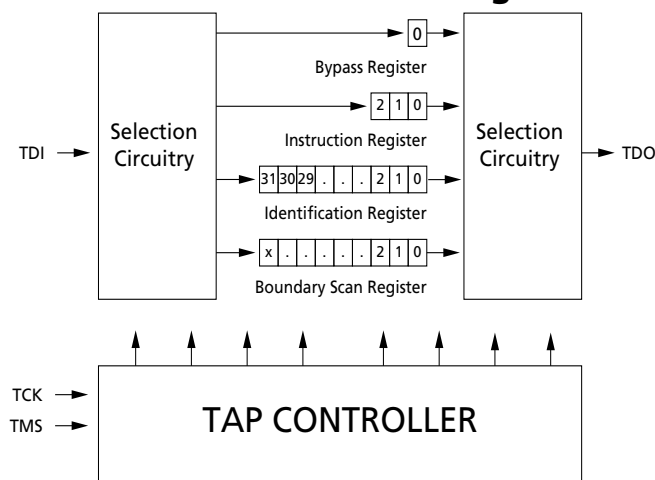 g
0
Bypass Register
2 1 0
Instruction Register
TDI
Selection
Circuitry
Selection
Circuitry
TDO
31 30 29 . . . 2 1 0
Identification Register
x . . . . . 2 1 0
Boundary Scan Register
TCK
TMS
TAP CONTROLLER